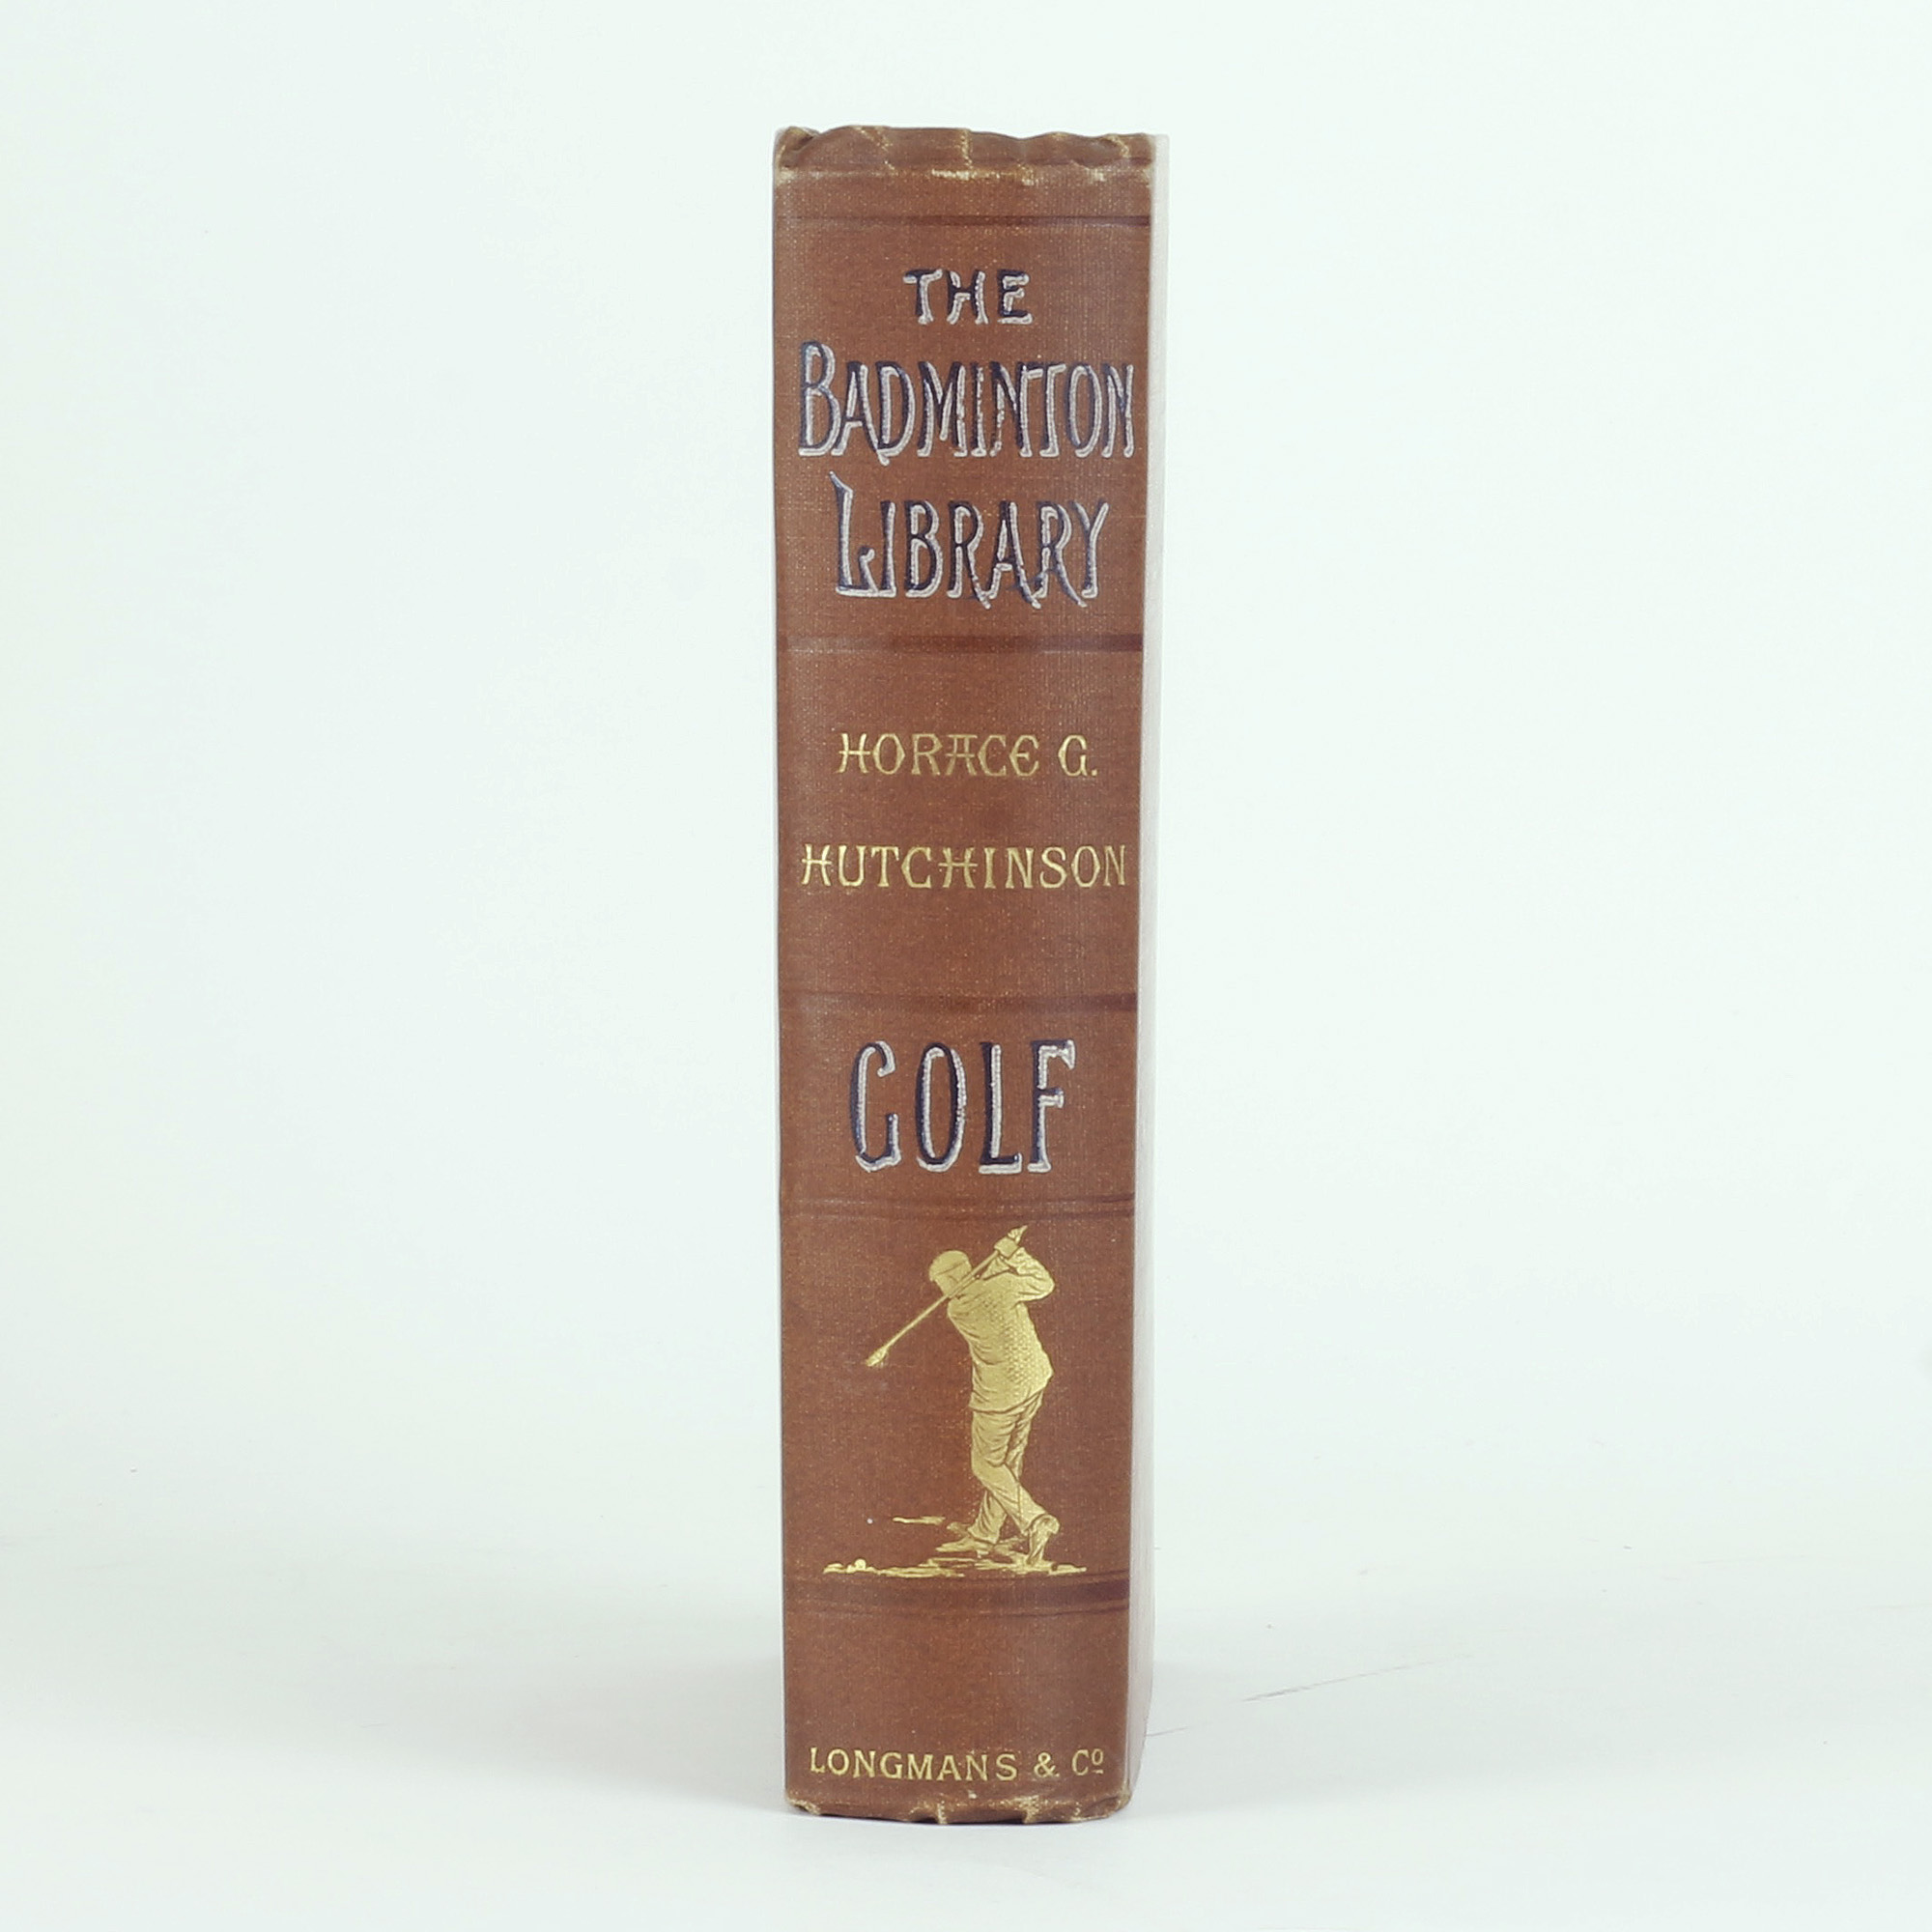 THE
BADMINTON
LIBRARY
HORACE G.
HUTCHINSON
GOLF
LONGMANS & Cº